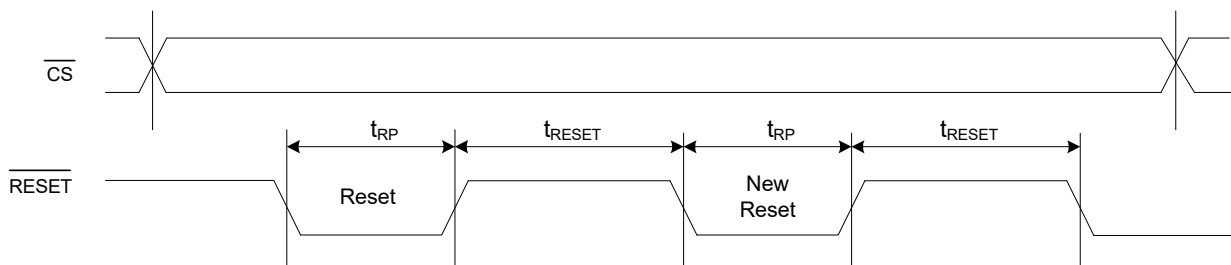 CS
tRP
tRESET
tRP
tRESET
RESET
Reset
New
Reset